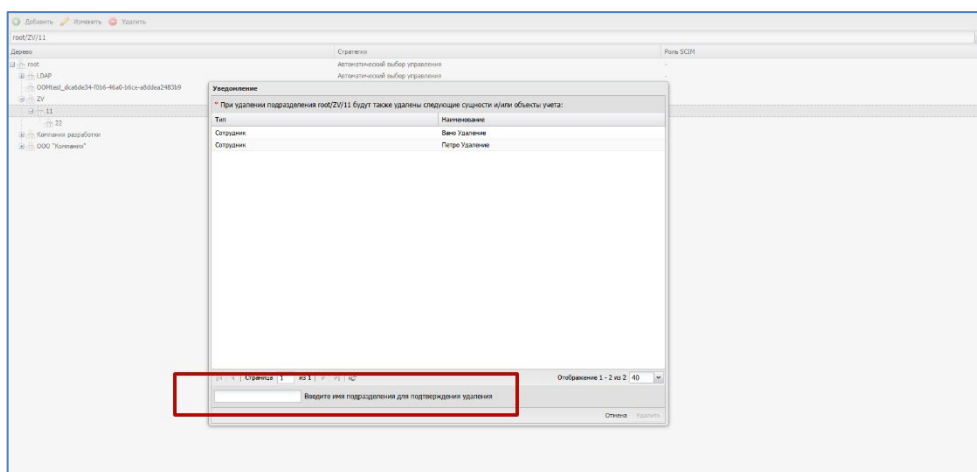 Добавить Изменить Удалить
root/ZV/11
Дерево Стратегия Роль SCIM
root Автоматический выбор управления -
LDAP Автоматический выбор управления -
ZV
11
22
Компания разработки
ООО "Компания"
Уведомление
* При удалении подразделения root/ZV/11 будут также удалены следующие сущности и/или объекты учета:
Тип Наименование
Сотрудник Вано Удаление
Сотрудник Петро Удаление
Страница 1 из 1 Отображение 1 - 2 из 2 40
Введите имя подразделения для подтверждения удаления
Отмена Удалить